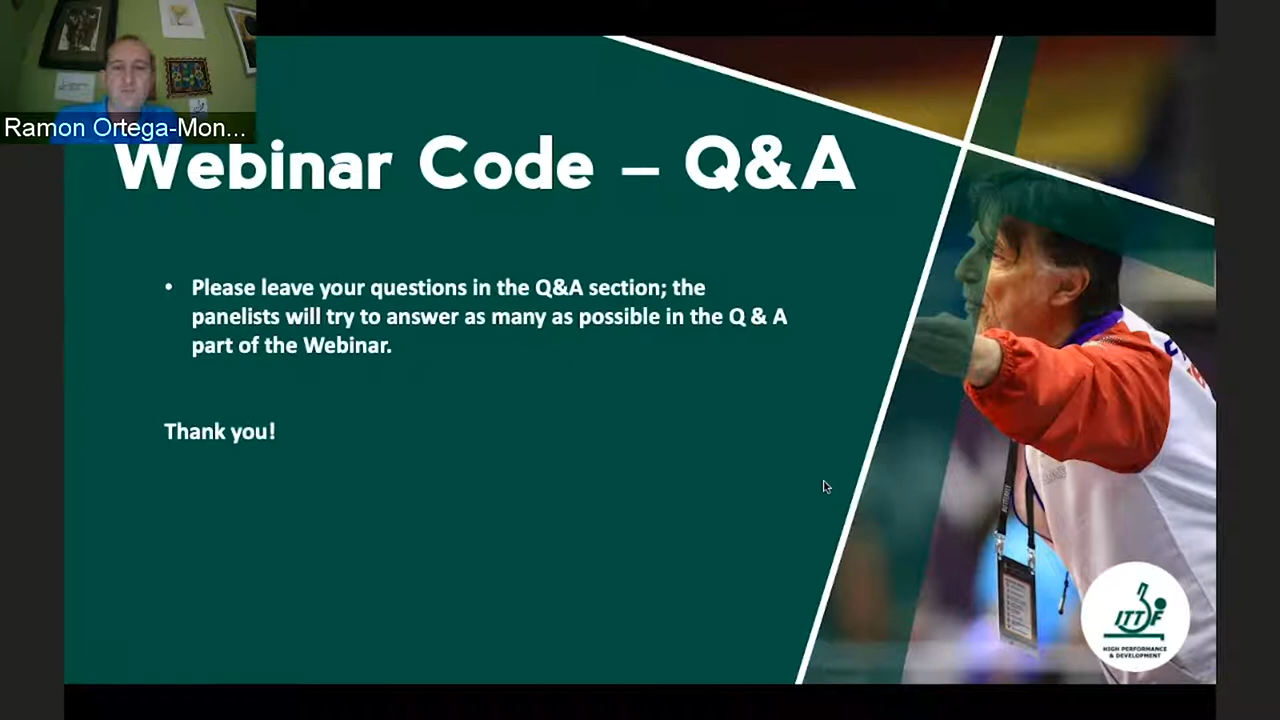 Ramon Ortega-Mon...
Webinar Code – Q&A
• Please leave your questions in the Q&A section; the
panelists will try to answer as many as possible in the Q & A
part of the Webinar.
Thank you!
ITTF
HIGH PERFORMANCE
& DEVELOPMENT